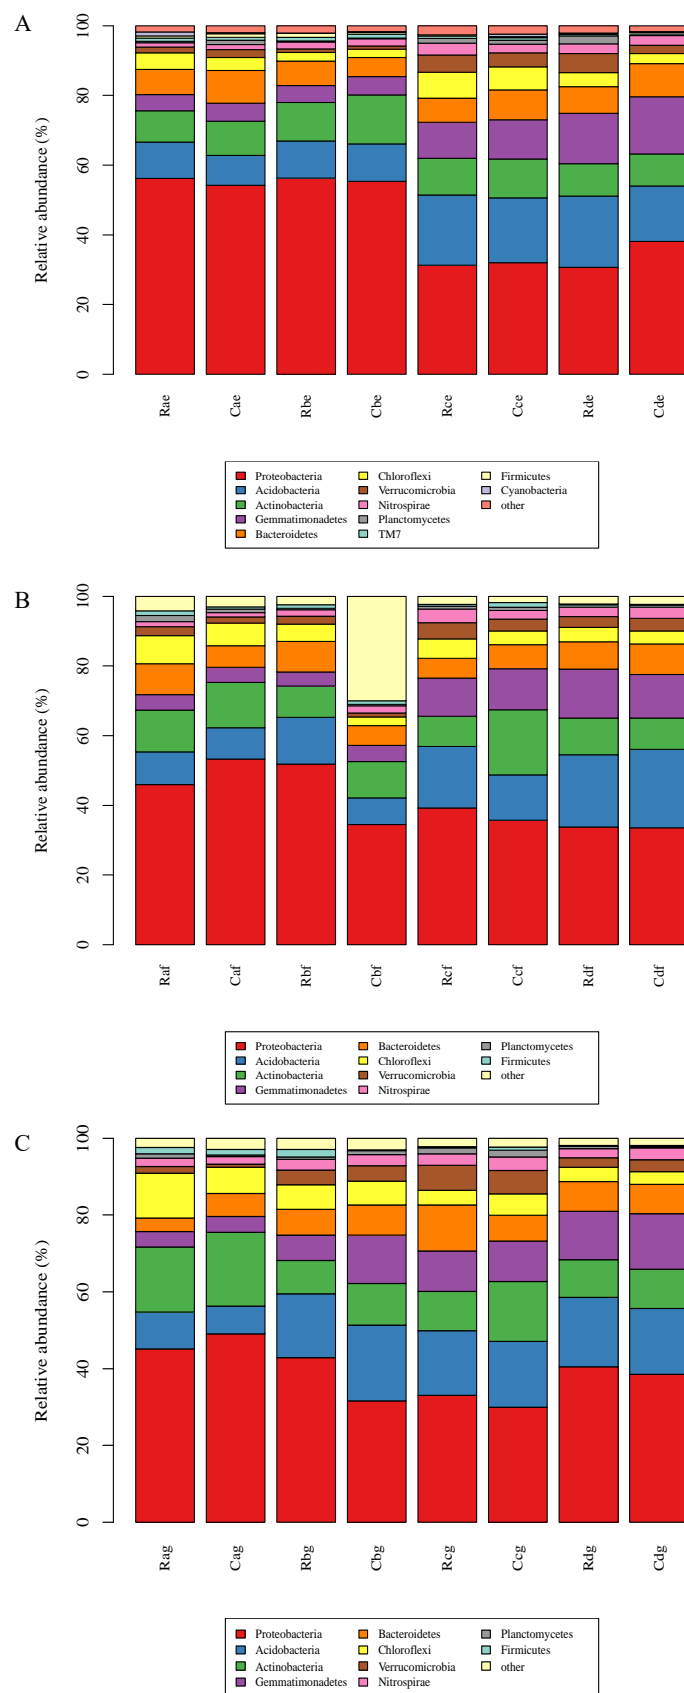 A
Relative abundance (%)
100
80
60
40
20
0
Rae Cae Rbe Cbe Rce Cce Rde Cde
Proteobacteria Chloroflexi Firmicutes
Acidobacteria Verrucomicrobia Cyanobacteria
Actinobacteria Nitrospirae other
Gemmatimonadetes Planctomycetes
Bacteroidetes TM7
B
Relative abundance (%)
100
80
60
40
20
0
Raf Caf Rbf Cbf Rcf Ccf Rdf Cdf
Proteobacteria Bacteroidetes Planctomycetes
Acidobacteria Chloroflexi Firmicutes
Actinobacteria Verrucomicrobia other
Gemmatimonadetes Nitrospirae
C
Relative abundance (%)
100
80
60
40
20
0
Rag Cag Rbg Cbg Rcg Ccg Rdg Cdg
Proteobacteria Bacteroidetes Planctomycetes
Acidobacteria Chloroflexi Firmicutes
Actinobacteria Verrucomicrobia other
Gemmatimonadetes Nitrospirae